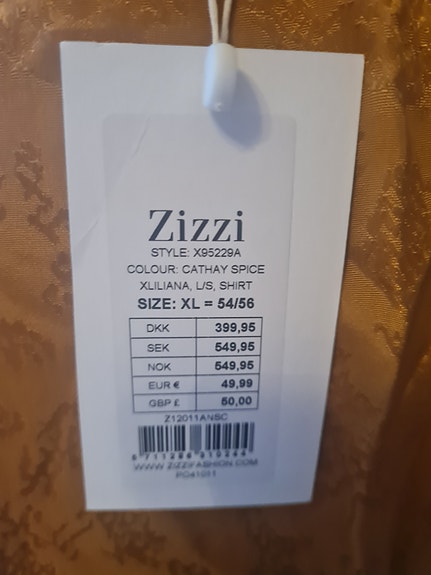 Zizzi
STYLE: X95229A
COLOUR: CATHAY SPICE
XLILIANA, L/S, SHIRT
SIZE: XL = 54/56
DKK 399,95
SEK 549,95
NOK 549,95
EUR € 49,99
GBP £ 50,00
Z12011ANSC
WWW.ZIZZIFASHION.COM
PO41011